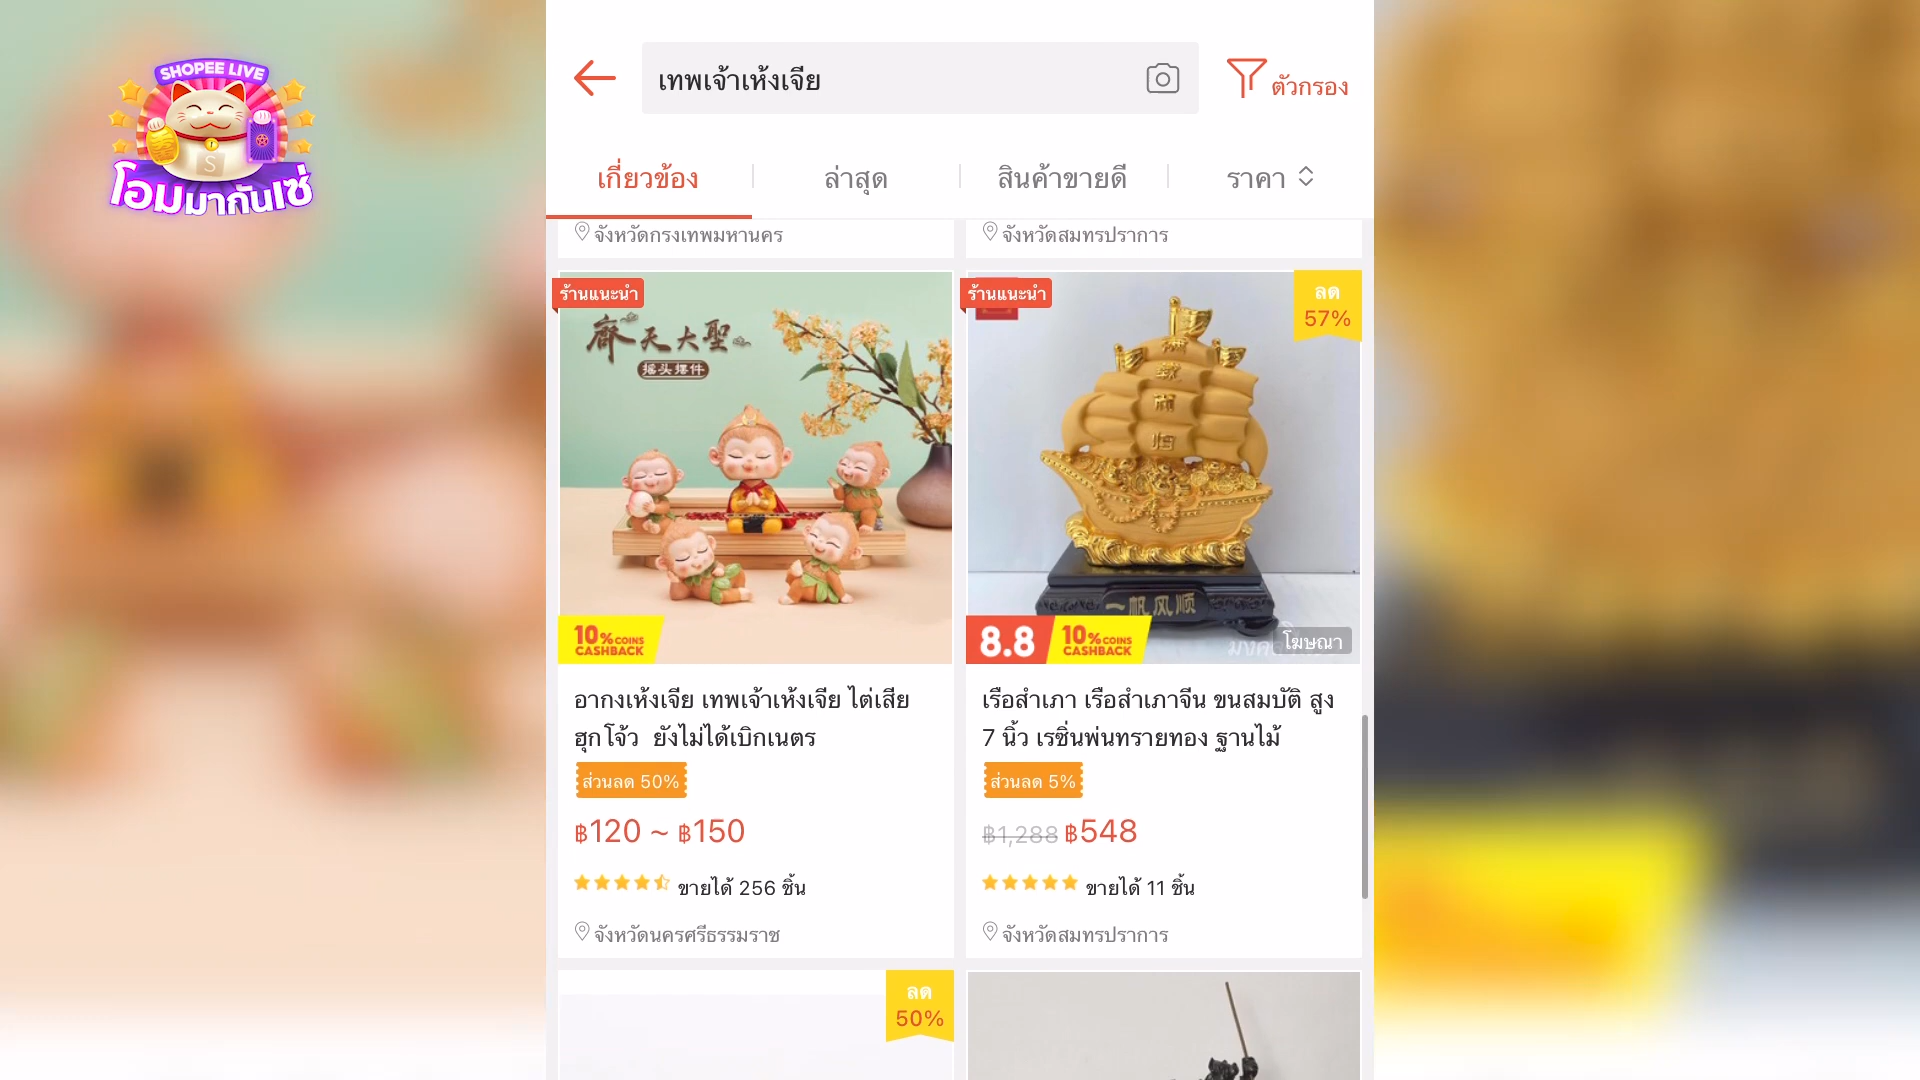 SHOPEE LIVE
โอมมากันเซ่
เทพเจ้าเห้งเจีย
ตัวกรอง
เกี่ยวข้อง
ล่าสุด
สินค้าขายดี
ราคา
จังหวัดกรงเทพมหานคร
จังหวัดสมทรปราการ
ร้านแนะนำ
齊天大聖
摇头摆件
10% COINS
CASHBACK
ร้านแนะนำ
ลด
57%
一帆风顺
8.8
10% COINS
CASHBACK
โฆษณา
อากงเห้งเจีย เทพเจ้าเห้งเจีย ไต่เสีย
ฮุกโจ้ว ยังไม่ได้เบิกเนตร
ส่วนลด 50%
฿120 ~ ฿150
ขายได้ 256 ชิ้น
จังหวัดนครศรีธรรมราช
เรือสำเภา เรือสำเภาจีน ขนสมบัติ สูง
7 นิ้ว เรซิ่นพ่นทรายทอง ฐานไม้
ส่วนลด 5%
฿1,288 ฿548
ขายได้ 11 ชิ้น
จังหวัดสมทรปราการ
ลด
50%